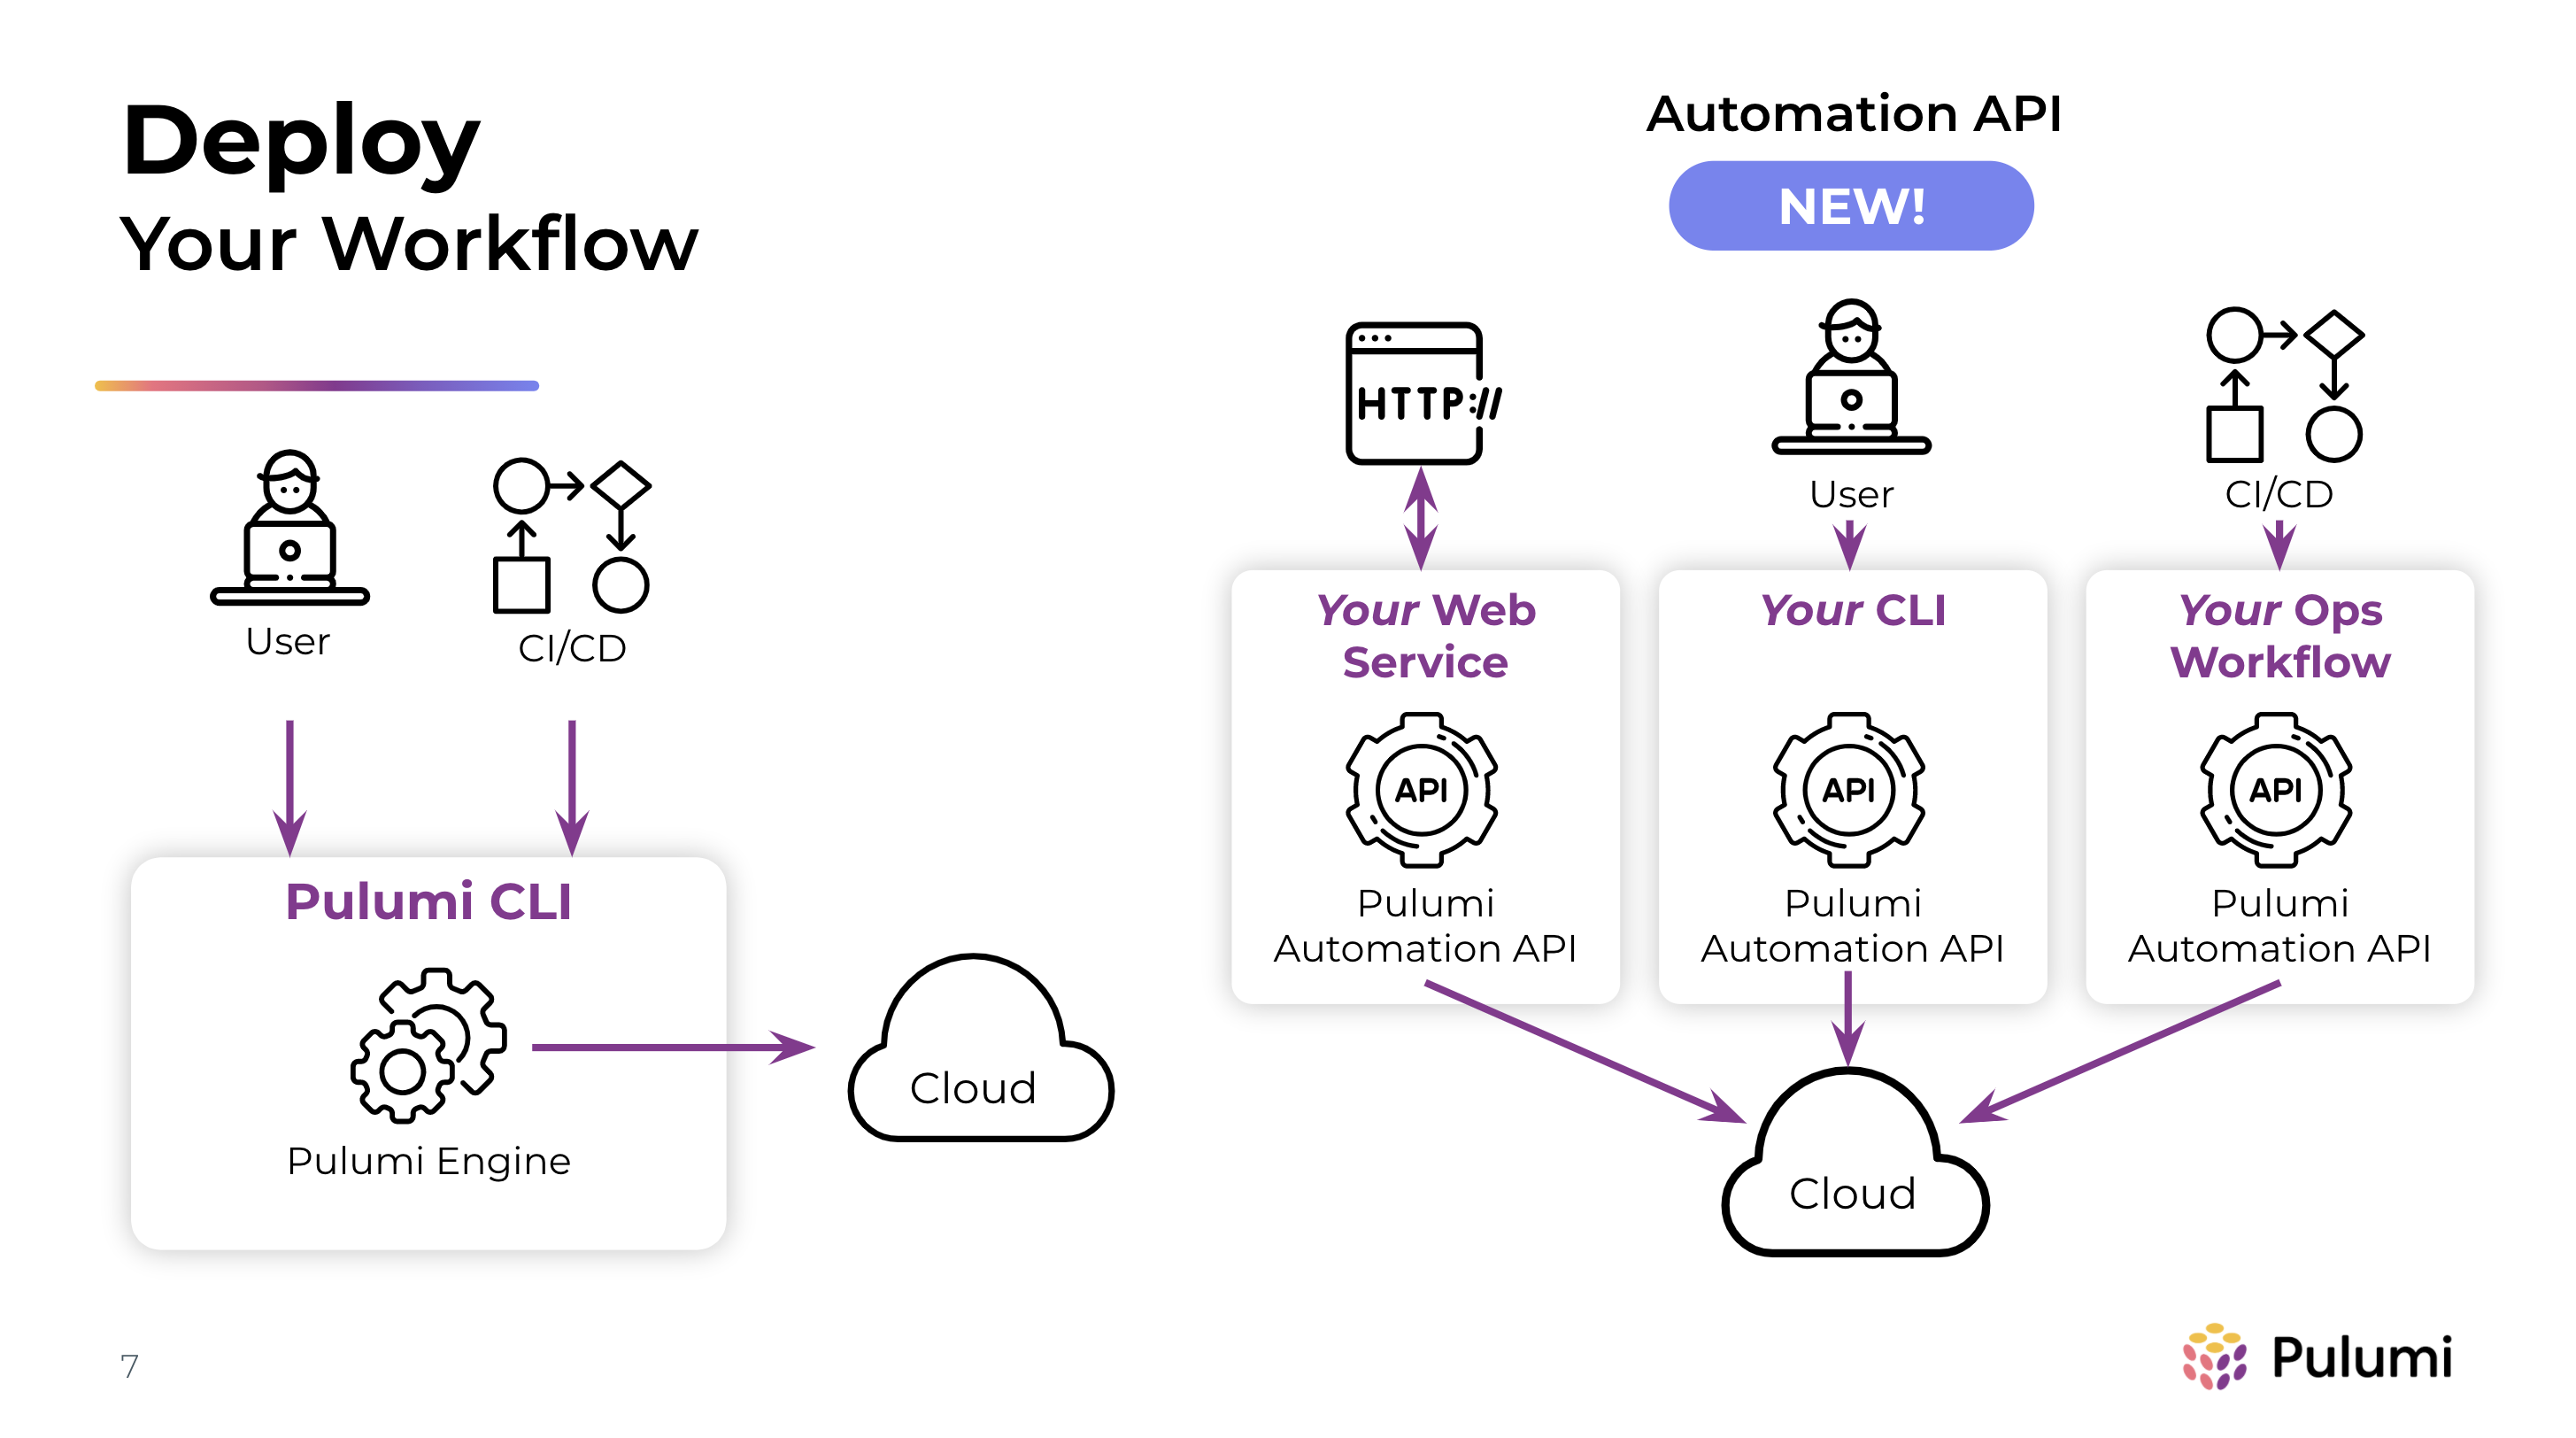 Deploy
Your Workflow
User
CI/CD
Pulumi CLI
Pulumi Engine
Cloud
Automation API
NEW!
HTTP://
User
CI/CD
Your Web
Service
API
Pulumi
Automation API
Your CLI
API
Pulumi
Automation API
Your Ops
Workflow
API
Pulumi
Automation API
Cloud
7
Pulumi